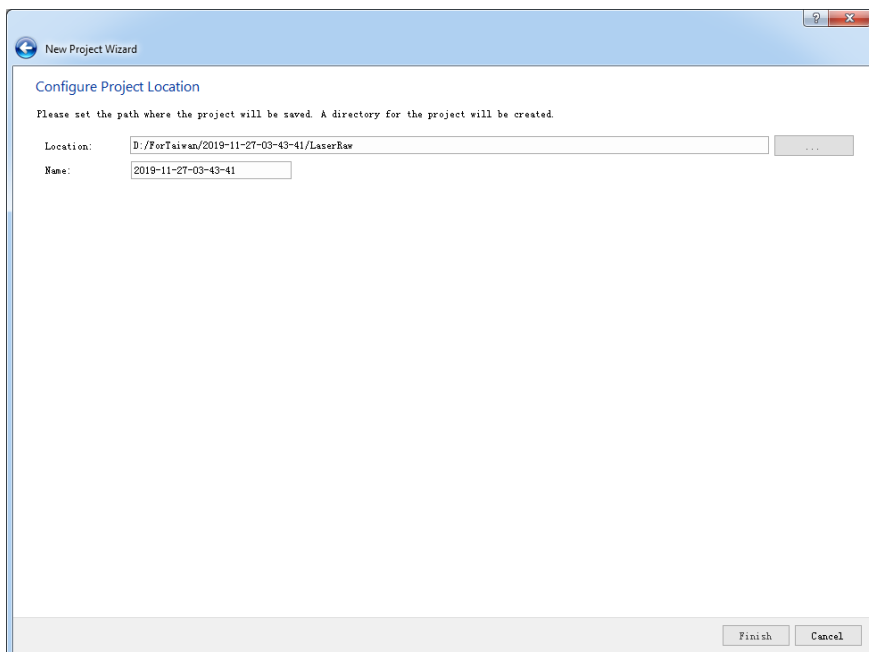 New Project Wizard
Configure Project Location
Please set the path where the project will be saved. A directory for the project will be created.
Location: D:/ForTaiwan/2019-11-27-03-43-41/LaserRaw ...
Name: 2019-11-27-03-43-41
Finish Cancel